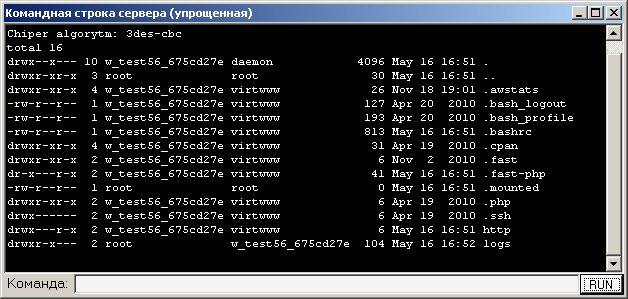 Командная строка сервера (упрощенная)
Chiper algorytm: 3des-cbc
total 16
drwx--x--- 10 w_test56_675cd27e daemon 4096 May 16 16:51 .
drwxr-xr-x 3 root root 30 May 16 16:51 ..
drwxr-xr-x 4 w_test56_675cd27e virtwww 26 Nov 18 19:01 .awstats
-rw-r--r-- 1 w_test56_675cd27e virtwww 127 Apr 20 2010 .bash_logout
-rw-r--r-- 1 w_test56_675cd27e virtwww 193 Apr 20 2010 .bash_profile
-rw-r--r-- 1 w_test56_675cd27e virtwww 813 May 16 16:51 .bashrc
drwxr-xr-x 4 w_test56_675cd27e virtwww 31 Apr 19 2010 .cpan
drwxr-xr-x 2 w_test56_675cd27e virtwww 6 Nov 2 2010 .fast
drwxr-x--- 2 w_test56_675cd27e virtwww 41 May 16 16:51 .fast-php
-rw-r--r-- 1 root root 0 May 16 16:51 .mounted
drwxr-x--- 2 w_test56_675cd27e virtwww 6 Apr 19 2010 .php
drwxr-x--- 2 w_test56_675cd27e virtwww 6 Apr 19 2010 .ssh
drwxr-x--- 2 w_test56_675cd27e virtwww 6 May 16 16:51 http
drwxr-x--- 2 root w_test56_675cd27e 104 May 16 16:52 logs
Команда: RUN